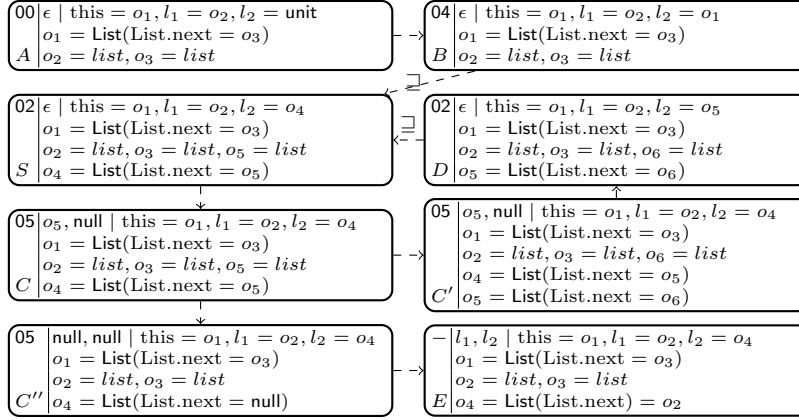 00 ϵ | this = o₁, l₁ = o₂, l₂ = unit
o₁ = List(List.next = o₃)
A o₂ = list, o₃ = list
04 ϵ | this = o₁, l₁ = o₂, l₂ = o₁
o₁ = List(List.next = o₃)
B o₂ = list, o₃ = list
⊒
02 ϵ | this = o₁, l₁ = o₂, l₂ = o₄
o₁ = List(List.next = o₃)
o₂ = list, o₃ = list, o₅ = list
S o₄ = List(List.next = o₅)
⊒
02 ϵ | this = o₁, l₁ = o₂, l₂ = o₅
o₁ = List(List.next = o₃)
o₂ = list, o₃ = list, o₆ = list
D o₅ = List(List.next = o₆)
05 o₅, null | this = o₁, l₁ = o₂, l₂ = o₄
o₁ = List(List.next = o₃)
o₂ = list, o₃ = list, o₅ = list
C o₄ = List(List.next = o₅)
05 o₅, null | this = o₁, l₁ = o₂, l₂ = o₄
o₁ = List(List.next = o₃)
o₂ = list, o₃ = list, o₆ = list
o₄ = List(List.next = o₅)
C′ o₅ = List(List.next = o₆)
05 null, null | this = o₁, l₁ = o₂, l₂ = o₄
o₁ = List(List.next = o₃)
o₂ = list, o₃ = list
C″ o₄ = List(List.next = null)
− l₁, l₂ | this = o₁, l₁ = o₂, l₂ = o₄
o₁ = List(List.next = o₃)
o₂ = list, o₃ = list
E o₄ = List(List.next) = o₂